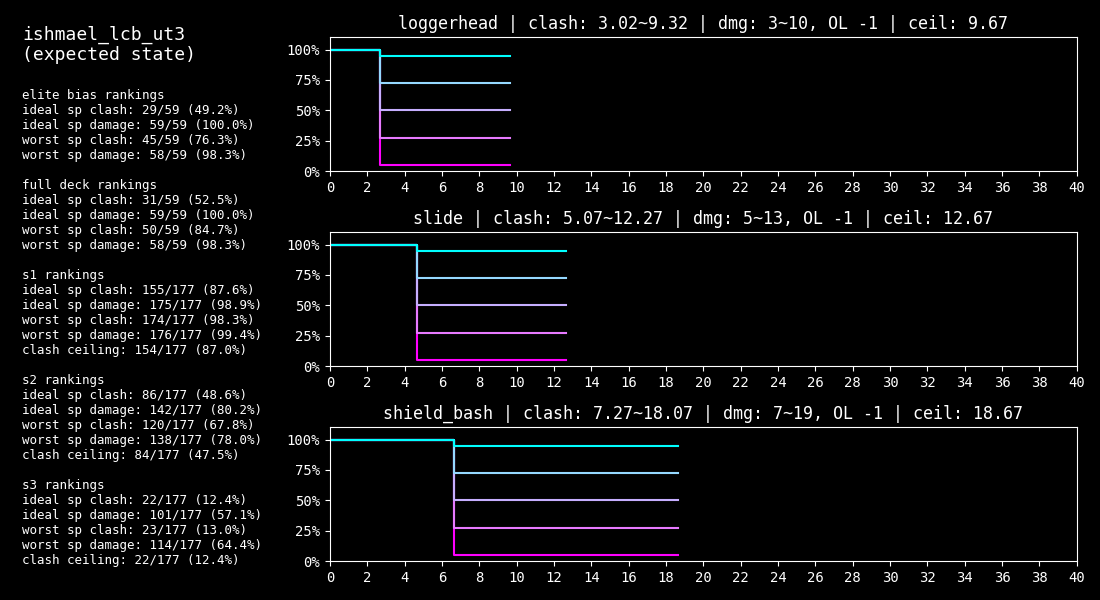 ishmael_lcb_ut3
(expected state)
elite bias rankings
ideal sp clash: 29/59 (49.2%)
ideal sp damage: 59/59 (100.0%)
worst sp clash: 45/59 (76.3%)
worst sp damage: 58/59 (98.3%)
full deck rankings
ideal sp clash: 31/59 (52.5%)
ideal sp damage: 59/59 (100.0%)
worst sp clash: 50/59 (84.7%)
worst sp damage: 58/59 (98.3%)
s1 rankings
ideal sp clash: 155/177 (87.6%)
ideal sp damage: 175/177 (98.9%)
worst sp clash: 174/177 (98.3%)
worst sp damage: 176/177 (99.4%)
clash ceiling: 154/177 (87.0%)
s2 rankings
ideal sp clash: 86/177 (48.6%)
ideal sp damage: 142/177 (80.2%)
worst sp clash: 120/177 (67.8%)
worst sp damage: 138/177 (78.0%)
clash ceiling: 84/177 (47.5%)
s3 rankings
ideal sp clash: 22/177 (12.4%)
ideal sp damage: 101/177 (57.1%)
worst sp clash: 23/177 (13.0%)
worst sp damage: 114/177 (64.4%)
clash ceiling: 22/177 (12.4%)
loggerhead | clash: 3.02~9.32 | dmg: 3~10, OL -1 | ceil: 9.67
100%
75%
50%
25%
0%
0 2 4 6 8 10 12 14 16 18 20 22 24 26 28 30 32 34 36 38 40
slide | clash: 5.07~12.27 | dmg: 5~13, OL -1 | ceil: 12.67
100%
75%
50%
25%
0%
0 2 4 6 8 10 12 14 16 18 20 22 24 26 28 30 32 34 36 38 40
shield_bash | clash: 7.27~18.07 | dmg: 7~19, OL -1 | ceil: 18.67
100%
75%
50%
25%
0%
0 2 4 6 8 10 12 14 16 18 20 22 24 26 28 30 32 34 36 38 40